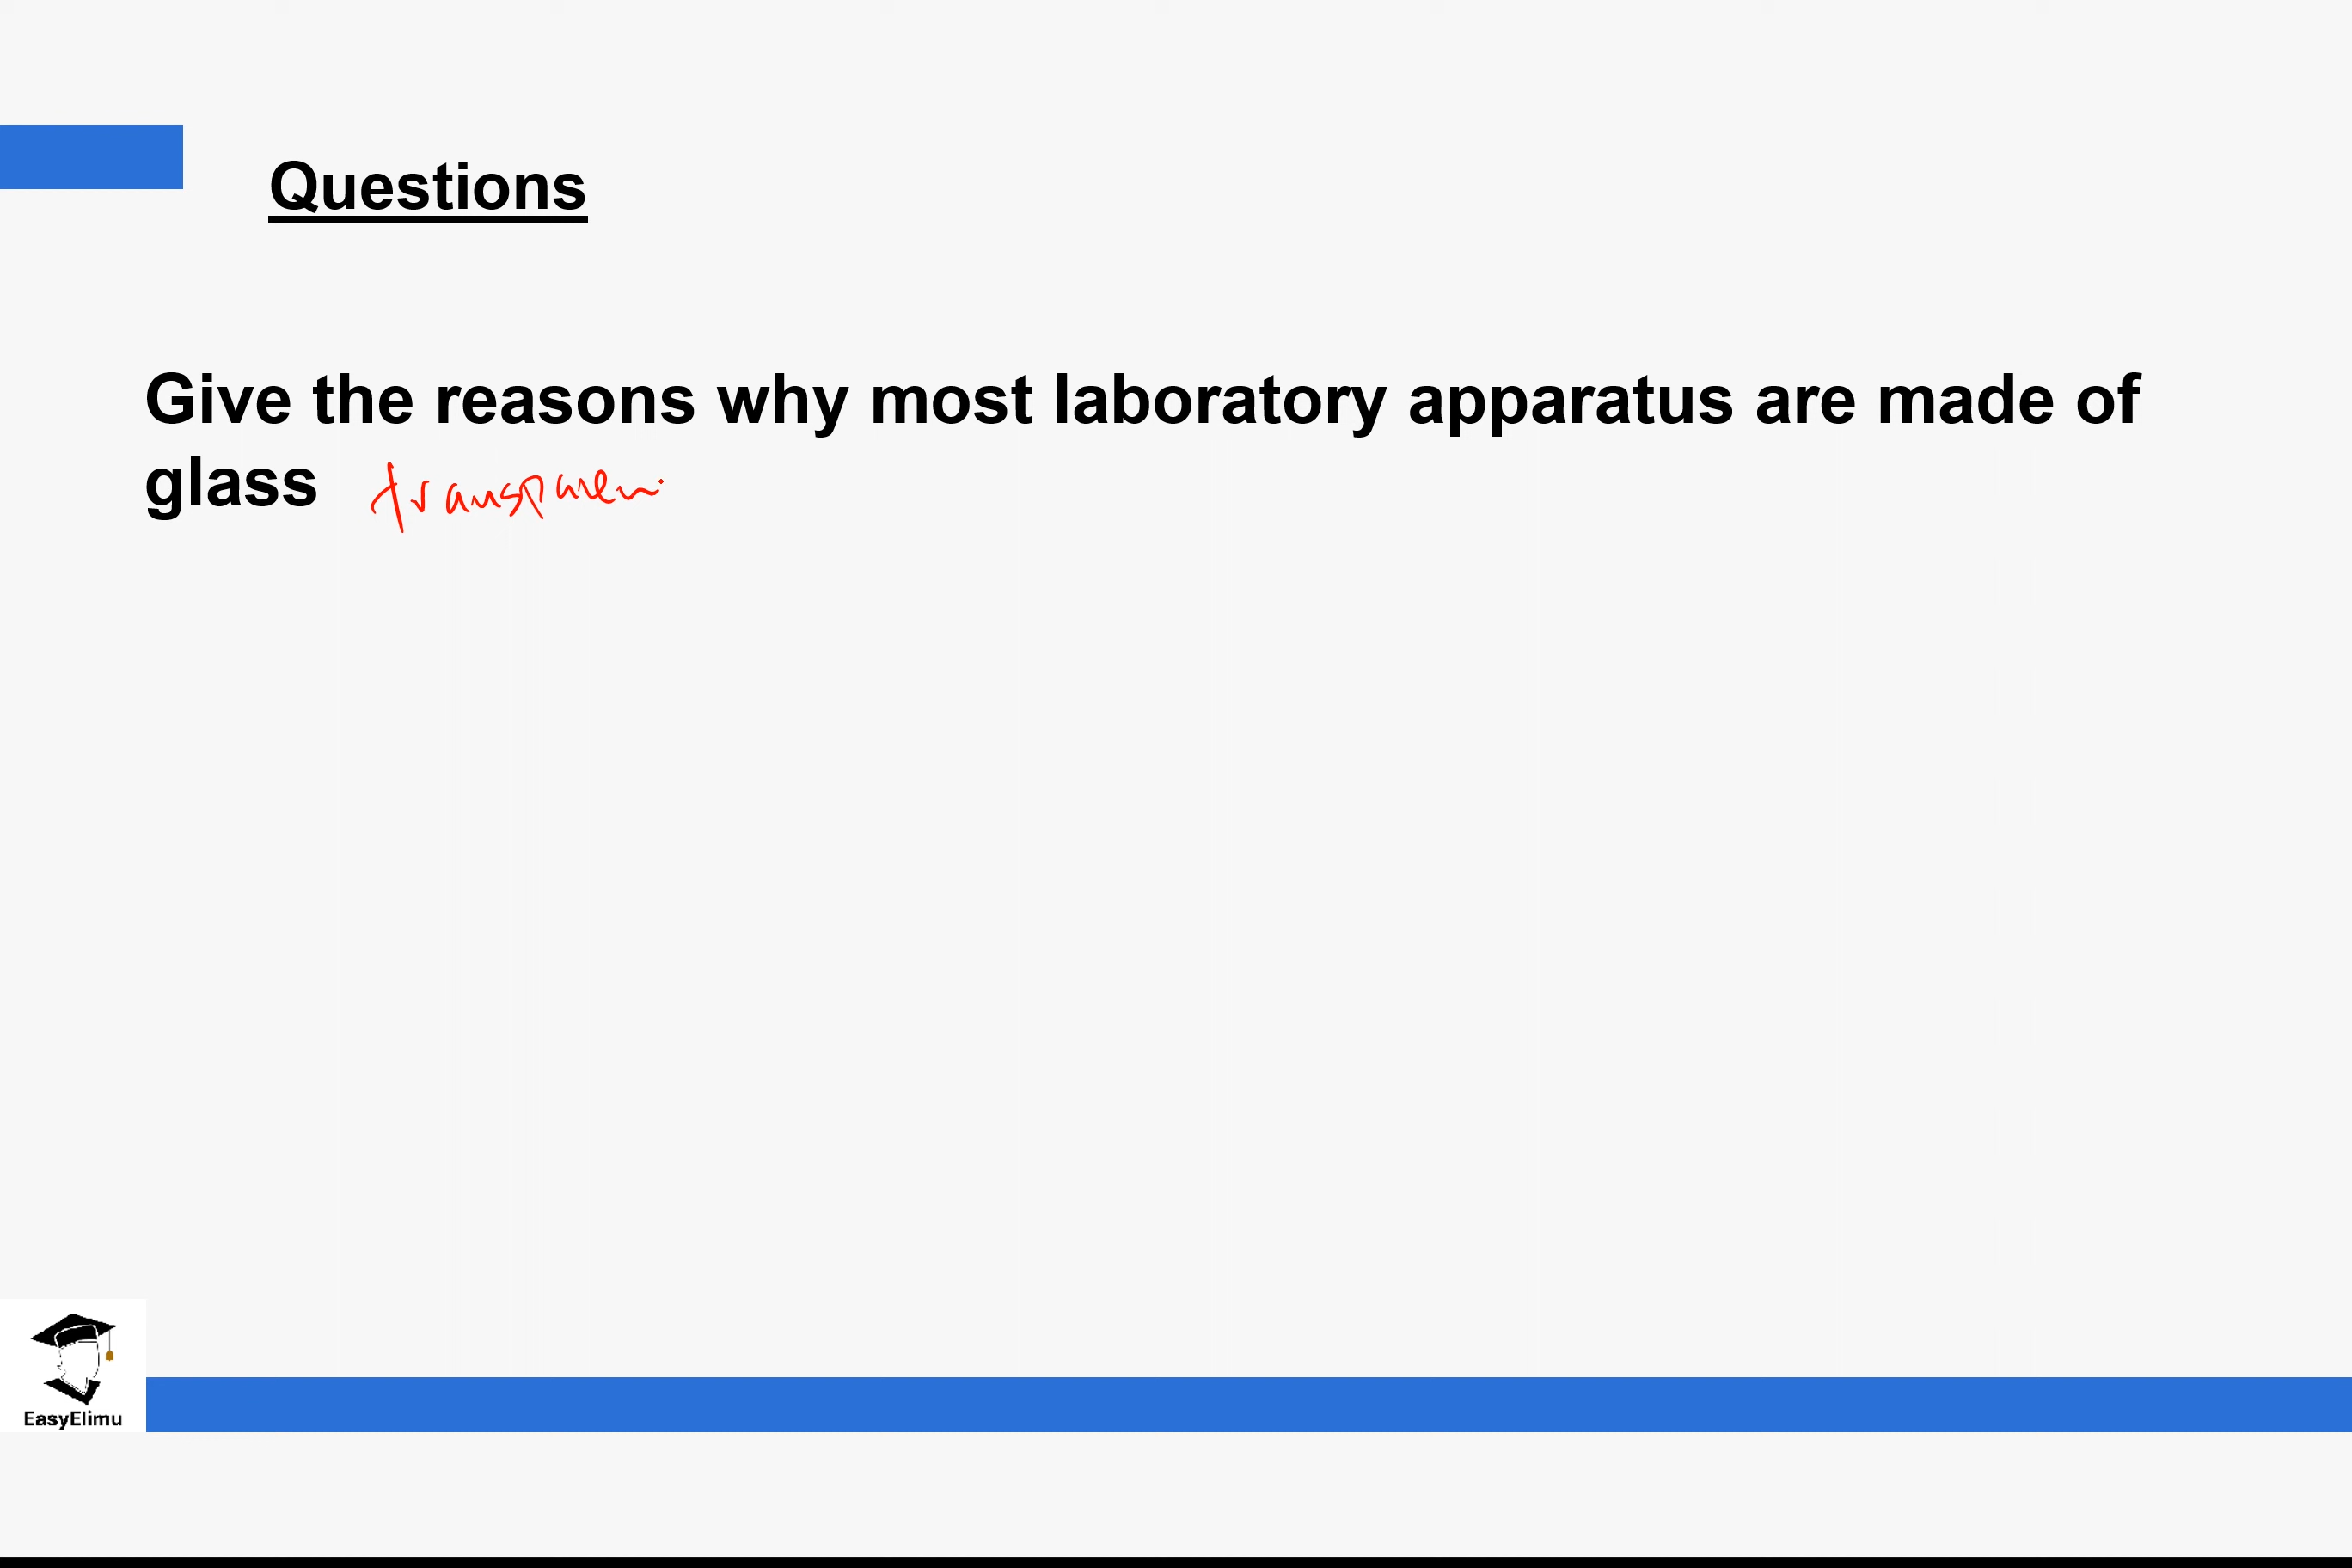 Questions
Give the reasons why most laboratory apparatus are made of
glass
EasyElimu